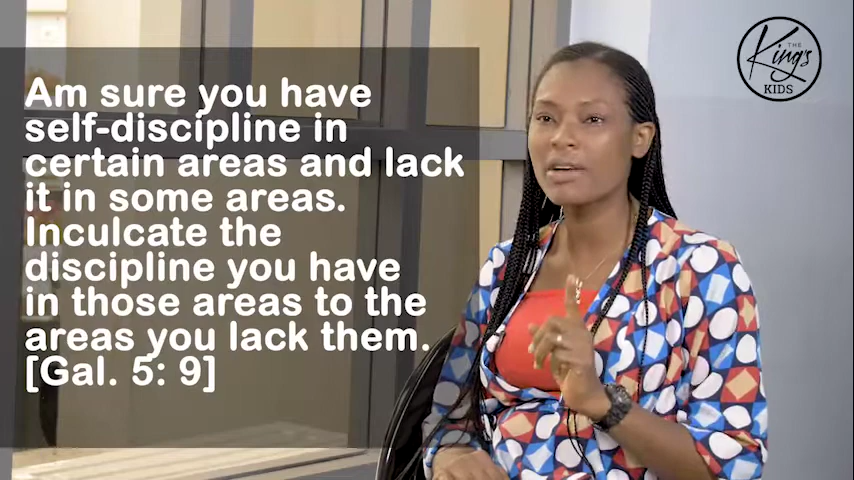 Am sure you have
self-discipline in
certain areas and lack
it in some areas.
Inculcate the
discipline you have
in those areas to the
areas you lack them.
[Gal. 5: 9]
THE
King's
KIDS